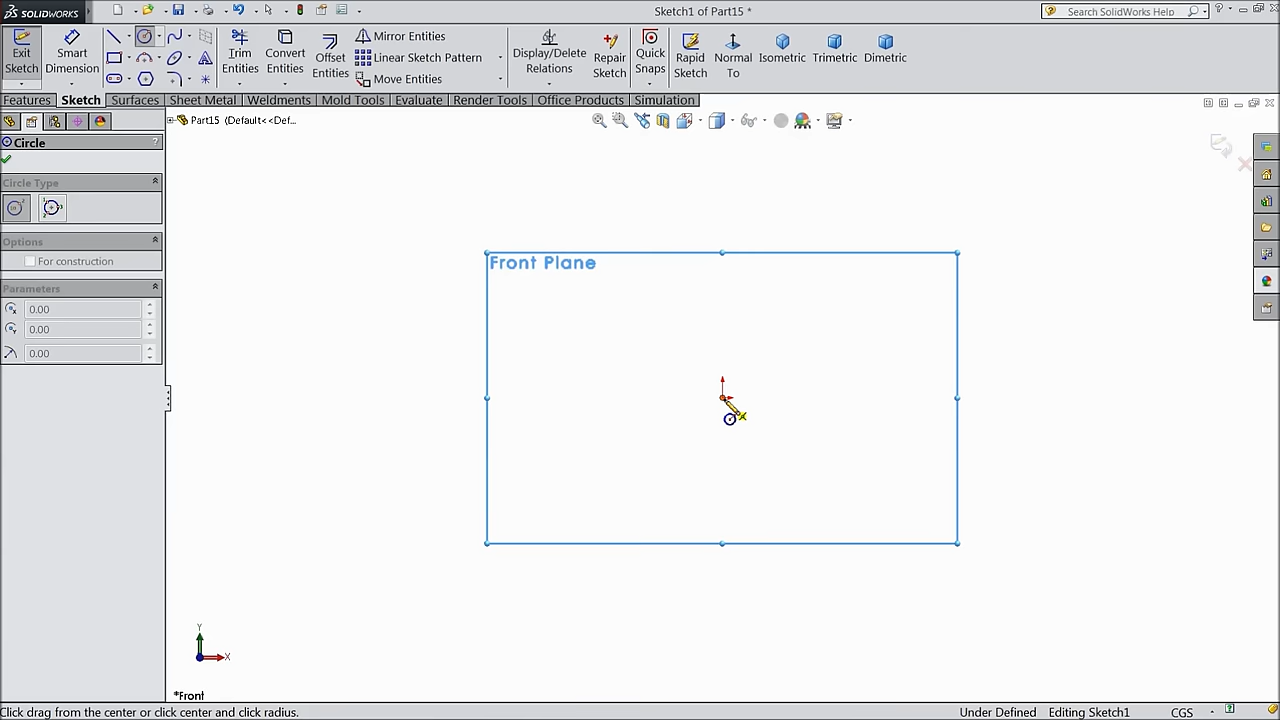 SOLIDWORKS
Sketch1 of Part15 *
Search SolidWorks Help
Exit Sketch
Smart Dimension
Trim Entities
Convert Entities
Offset Entities
Mirror Entities
Linear Sketch Pattern
Move Entities
Display/Delete Relations
Repair Sketch
Quick Snaps
Rapid Sketch
Normal To
Isometric
Trimetric
Dimetric
Features Sketch Surfaces Sheet Metal Weldments Mold Tools Evaluate Render Tools Office Products Simulation
Part15 (Default<<Def...
Circle
?
Circle Type
Options
For construction
Parameters
0.00
0.00
0.00
Front Plane
Y
X
*Front
Click drag from the center or click center and click radius.
Under Defined
Editing Sketch1
CGS